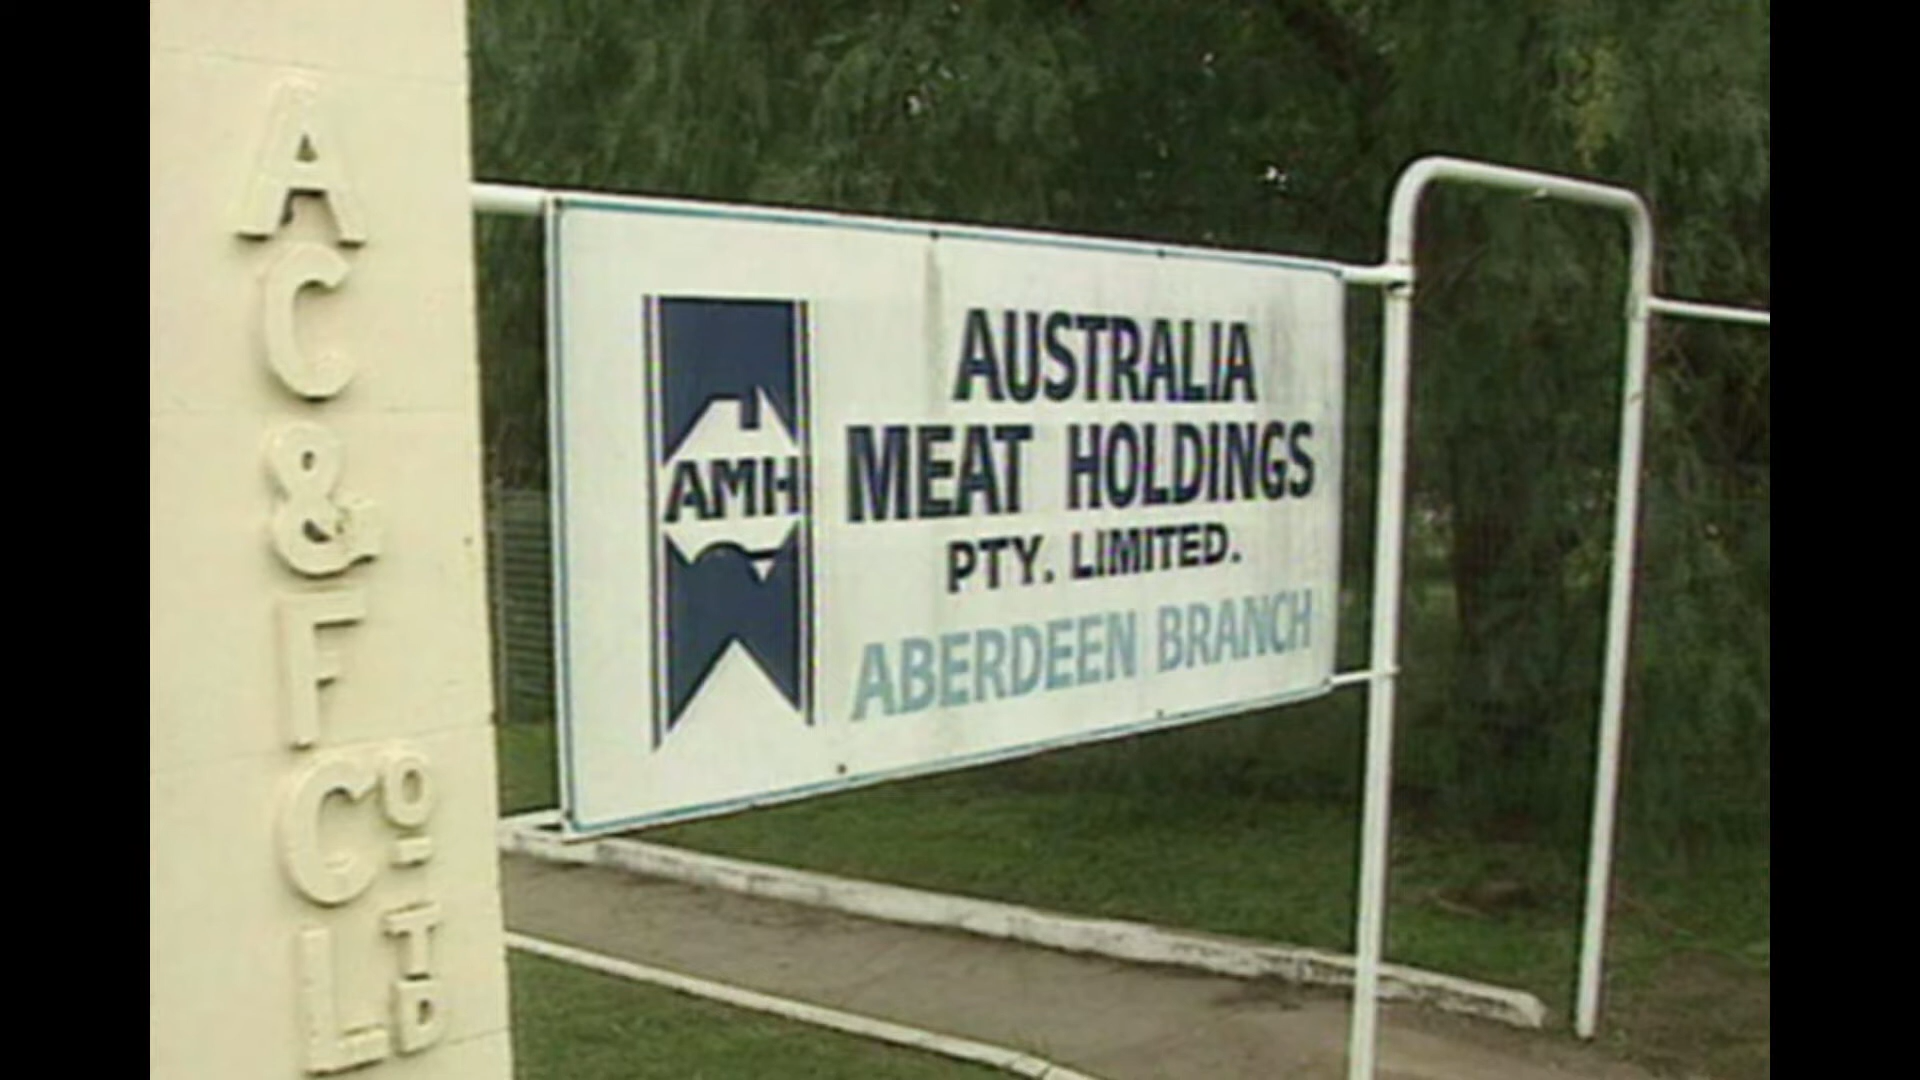 A
C
&
F
Co.
LTD
AMH
AUSTRALIA
MEAT HOLDINGS
PTY. LIMITED.
ABERDEEN BRANCH